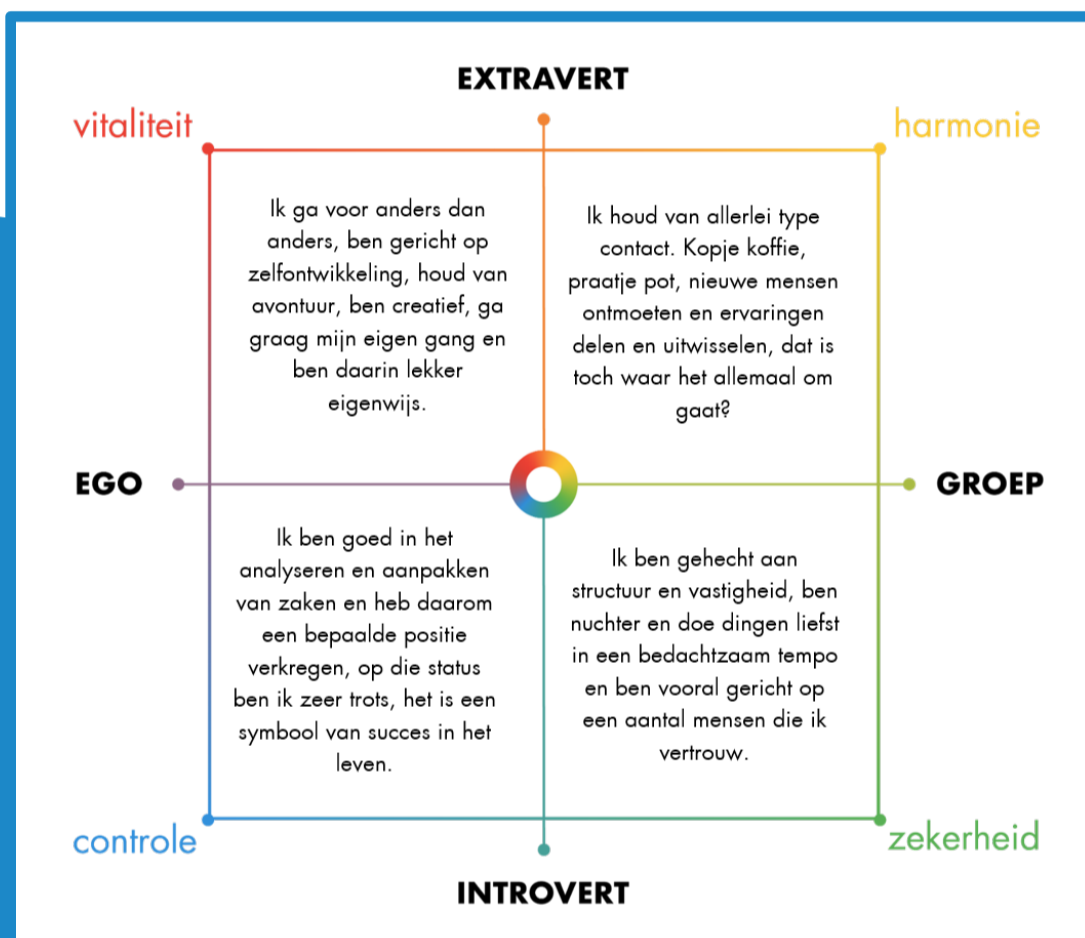 EXTRAVERT
vitaliteit
harmonie
Ik ga voor anders dan
anders, ben gericht op
zelfontwikkeling, houd van
avontuur, ben creatief, ga
graag mijn eigen gang en
ben daarin lekker
eigenwijs.
Ik houd van allerlei type
contact. Kopje koffie,
praatje pot, nieuwe mensen
ontmoeten en ervaringen
delen en uitwisselen, dat is
toch waar het allemaal om
gaat?
EGO
GROEP
Ik ben goed in het
analyseren en aanpakken
van zaken en heb daarom
een bepaalde positie
verkregen, op die status
ben ik zeer trots, het is een
symbool van succes in het
leven.
Ik ben gehecht aan
structuur en vastigheid, ben
nuchter en doe dingen liefst
in een bedachtzaam tempo
en ben vooral gericht op
een aantal mensen die ik
vertrouw.
controle
zekerheid
INTROVERT